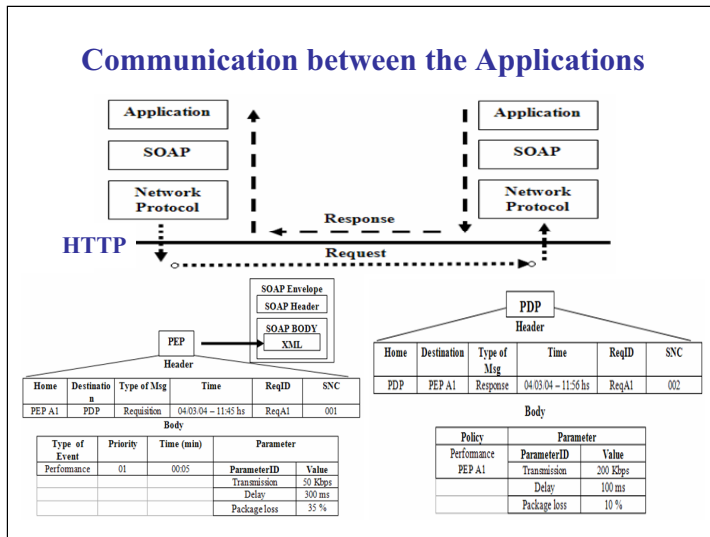 Communication between the Applications
Application
SOAP
Network
Protocol
Application
SOAP
Network
Protocol
Response
HTTP
Request
SOAP Envelope
SOAP Header
SOAP BODY
XML
PEP
Header
Home Destinatio
n Type of Msg Time ReqID SNC
PEP A1 PDP Requisition 04/03/04 – 11:45 hs ReqA1 001
Body
Type of
Event Priority Time (min) Parameter
Performance 01 00:05 ParameterID Value
Transmission 50 Kbps
Delay 300 ms
Package loss 35 %
PDP
Header
Home Destination Type of
Msg Time ReqID SNC
PDP PEP A1 Response 04/03/04 – 11:56 hs ReqA1 002
Body
Policy Parameter
Performance ParameterID Value
PEP A1 Transmission 200 Kbps
Delay 100 ms
Package loss 10 %